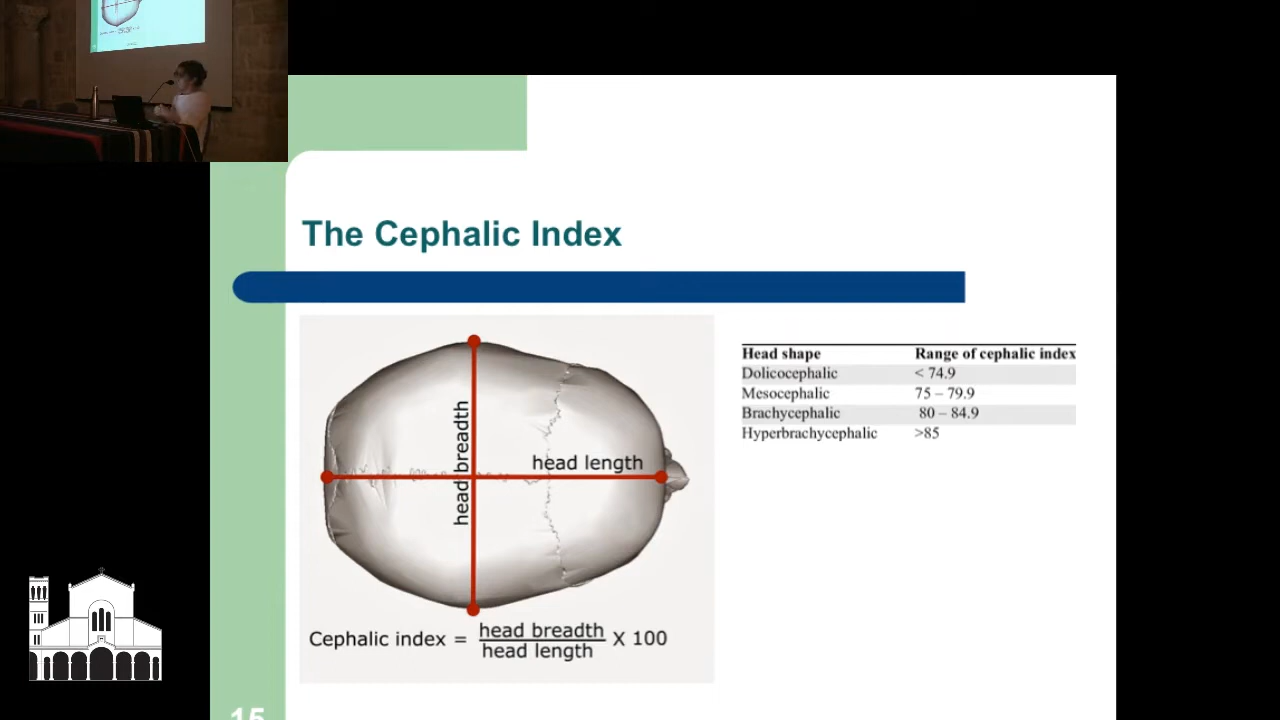 The Cephalic Index
head breadth
head length
Cephalic index = head breadth / head length X 100
Head shape Range of cephalic index
Dolicocephalic < 74.9
Mesocephalic 75 – 79.9
Brachycephalic 80 – 84.9
Hyperbrachycephalic >85
15